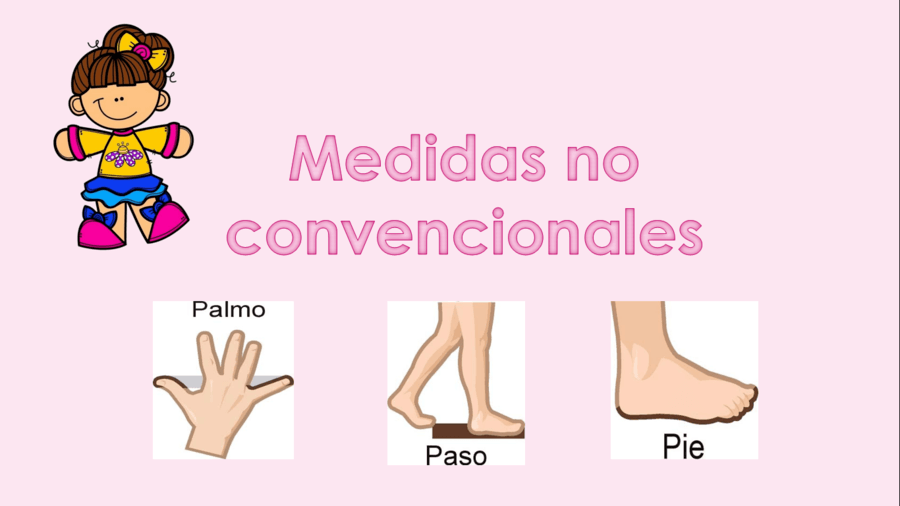 Medidas no
convencionales
Palmo
Paso
Pie